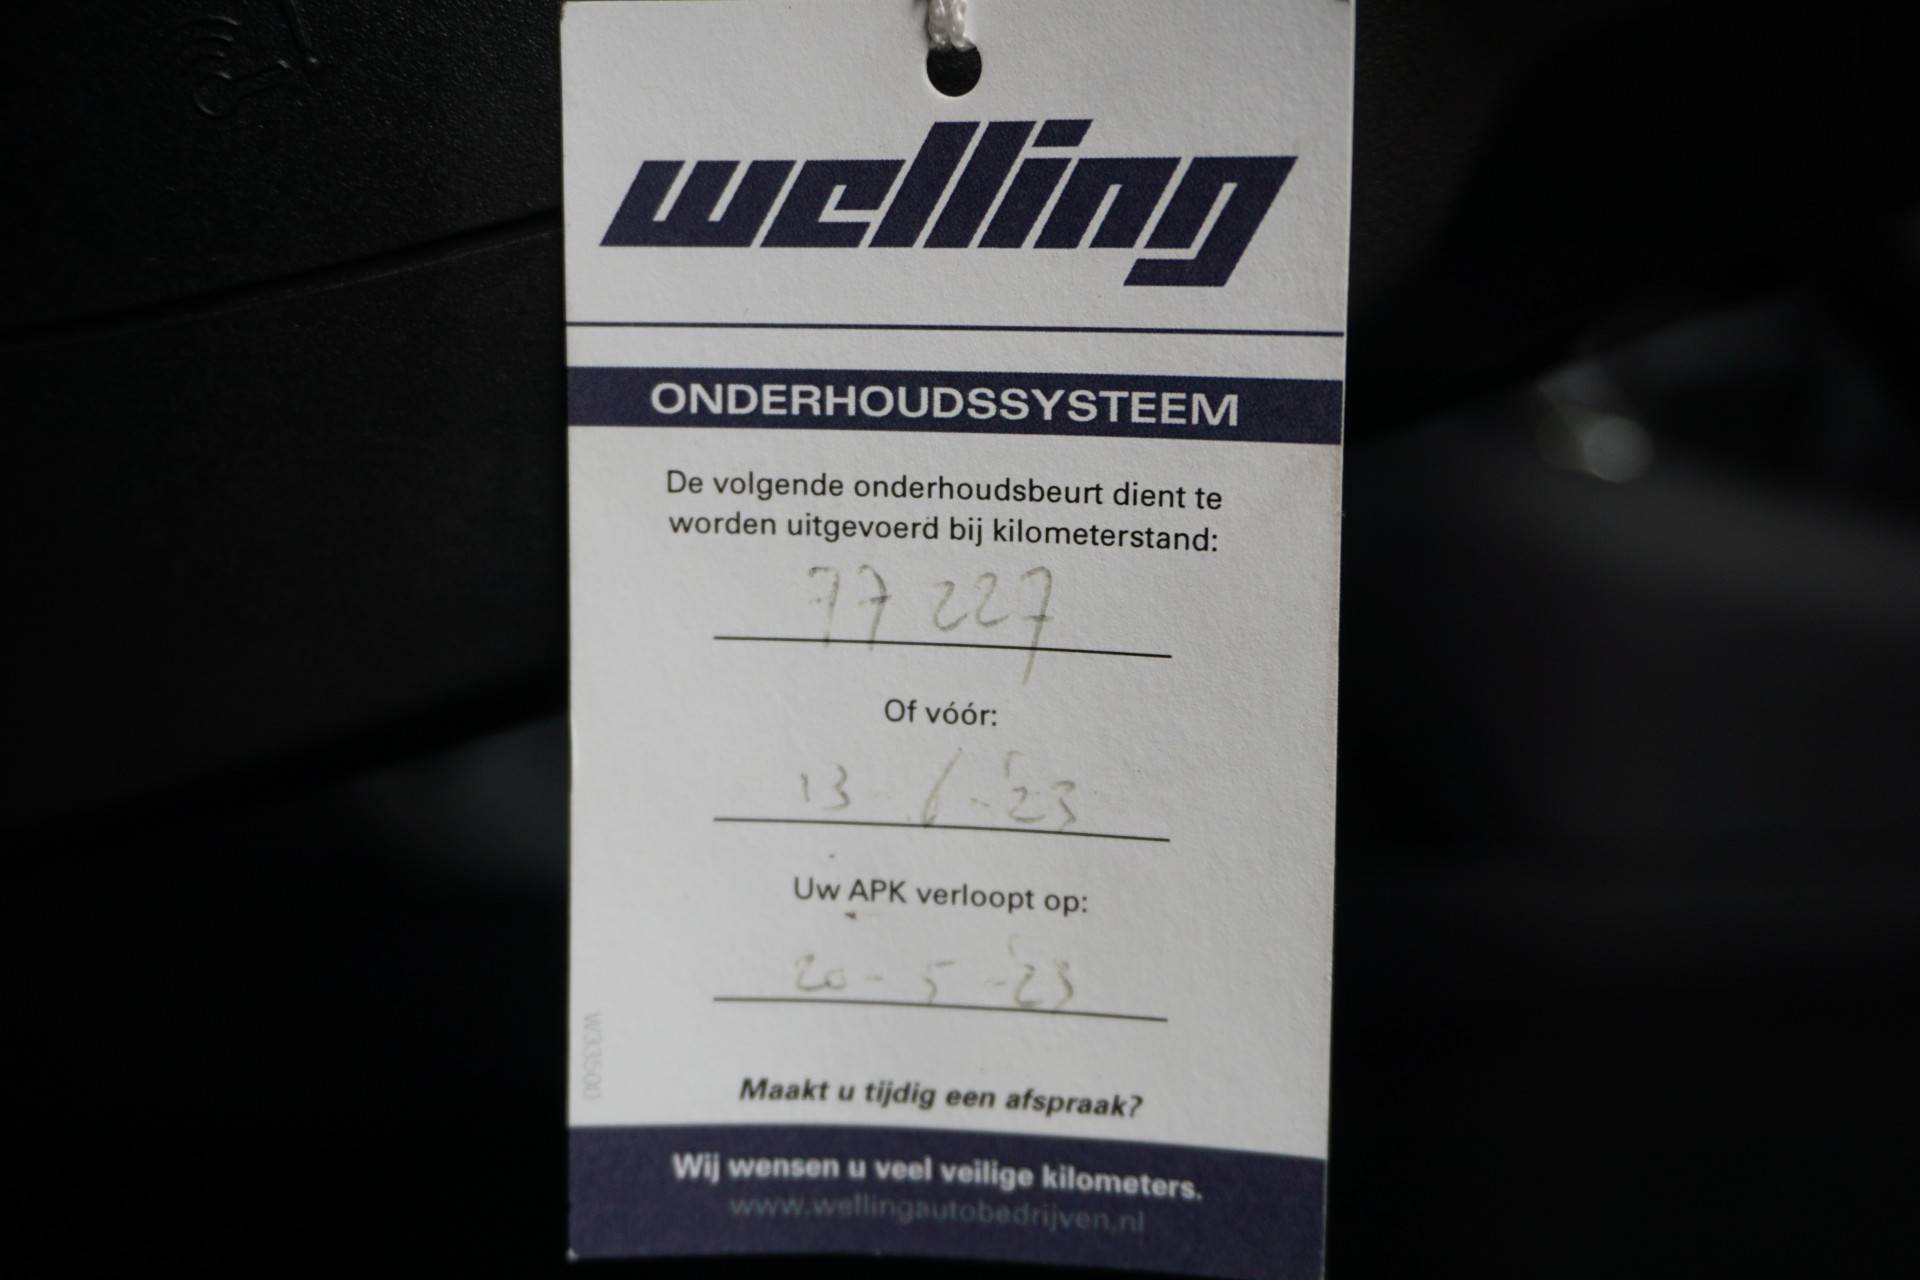 welling
ONDERHOUDSSYSTEEM
De volgende onderhoudsbeurt dient te
worden uitgevoerd bij kilometerstand:
77 227
Of vóór:
13 - 6 - '23
Uw APK verloopt op:
20 - 5 - '23
Maakt u tijdig een afspraak?
Wij wensen u veel veilige kilometers.
www.wellingautobedrijven.nl